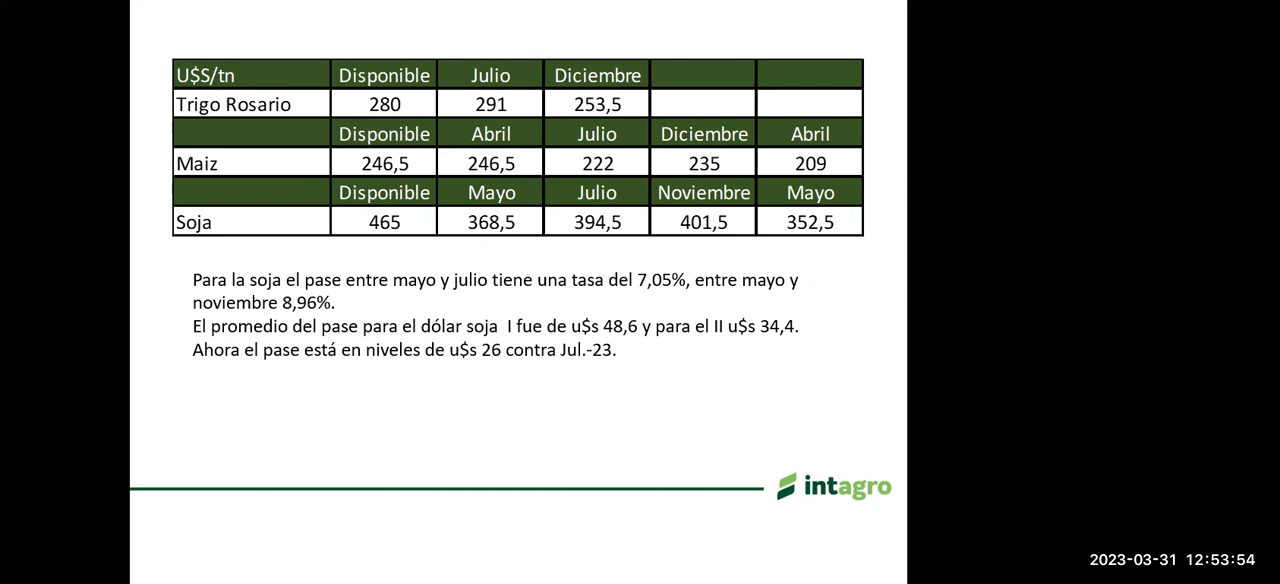 U$S/tn Disponible Julio Diciembre
Trigo Rosario 280 291 253,5
Disponible Abril Julio Diciembre Abril
Maiz 246,5 246,5 222 235 209
Disponible Mayo Julio Noviembre Mayo
Soja 465 368,5 394,5 401,5 352,5
Para la soja el pase entre mayo y julio tiene una tasa del 7,05%, entre mayo y
noviembre 8,96%.
El promedio del pase para el dólar soja I fue de u$s 48,6 y para el II u$s 34,4.
Ahora el pase está en niveles de u$s 26 contra Jul.-23.
intagro
2023-03-31 12:53:54